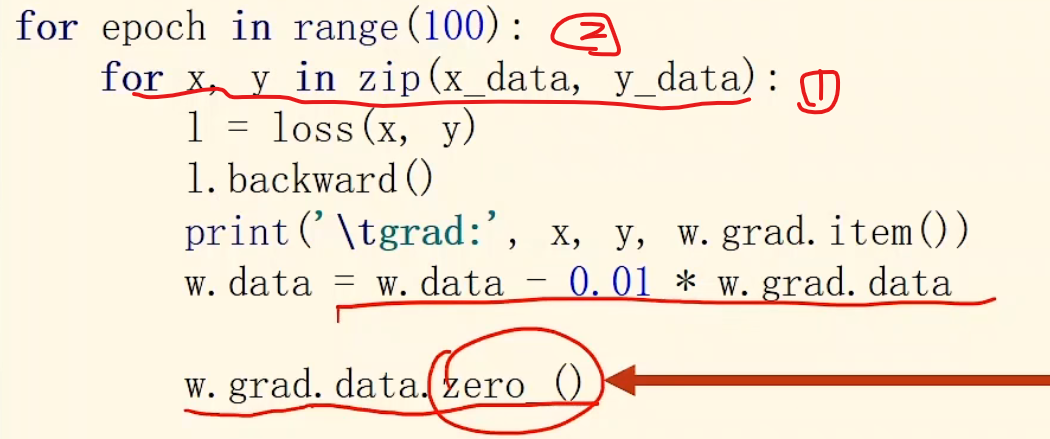 for epoch in range(100): ②
for x, y in zip(x_data, y_data): ①
l = loss(x, y)
l.backward()
print('\tgrad:', x, y, w.grad.item())
w.data = w.data - 0.01 * w.grad.data
w.grad.data.zero_()